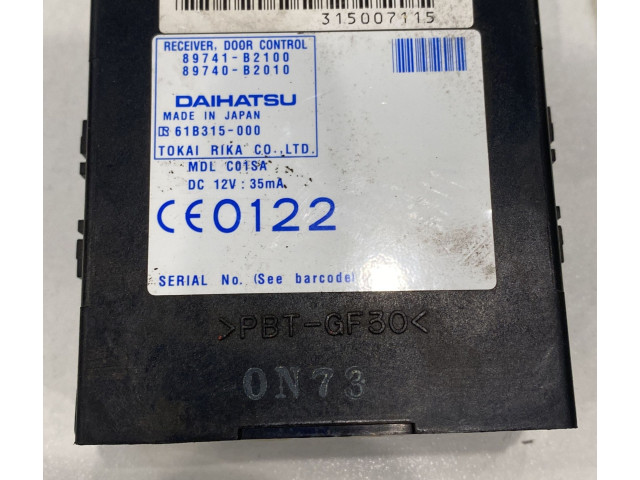 315007115
RECEIVER, DOOR CONTROL
89741-B2100
89740-B2010
DAIHATSU
MADE IN JAPAN
61B315-000
TOKAI RIKA CO., LTD.
MDL C01SA
DC 12V : 35mA
CE0122
SERIAL No. (See barcode)
>PBT-GF30<
0N73